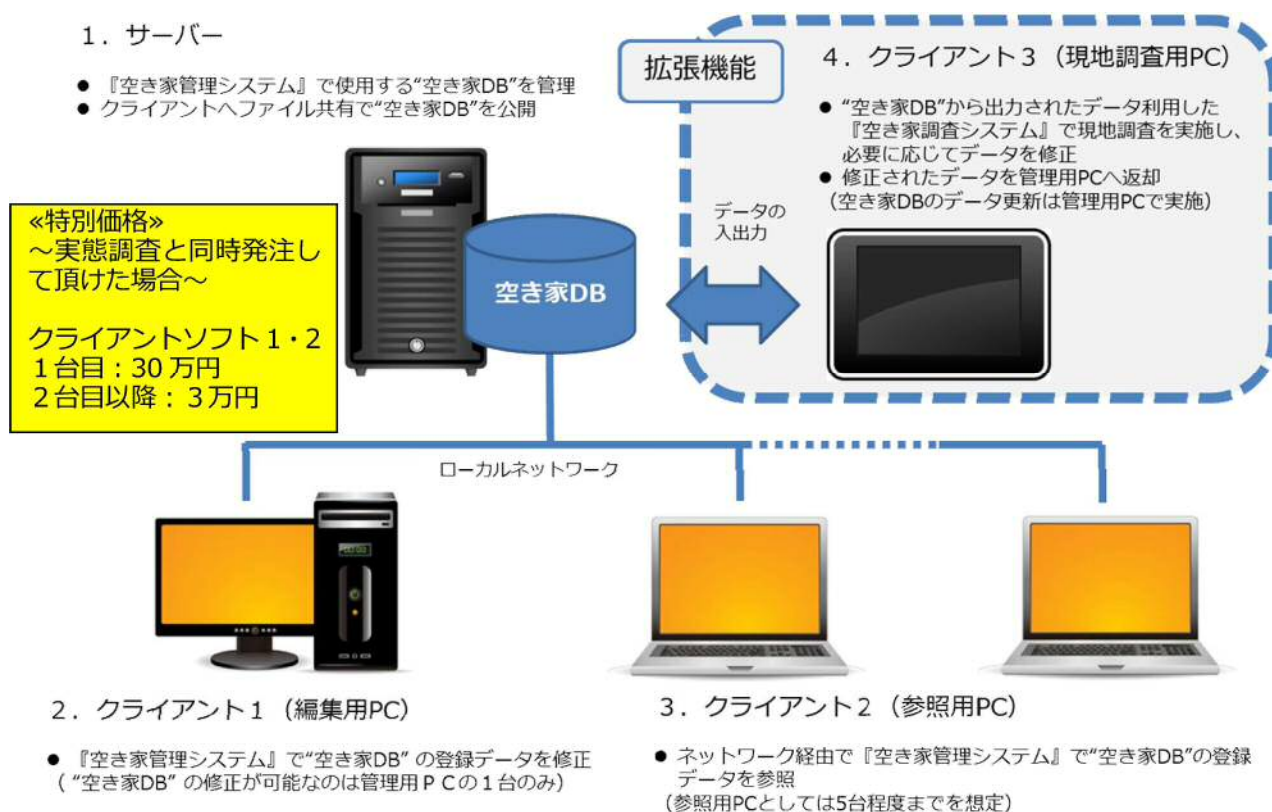 1．サーバー
● 『空き家管理システム』で使用する“空き家DB”を管理
● クライアントへファイル共有で“空き家DB”を公開
«特別価格»
～実態調査と同時発注し
て頂けた場合～
クライアントソフト１・２
１台目：30 万円
２台目以降：３万円
空き家DB
拡張機能
データの
入出力
４．クライアント３（現地調査用PC）
● “空き家DB”から出力されたデータ利用した
『空き家調査システム』で現地調査を実施し、
必要に応じてデータを修正
● 修正されたデータを管理用PCへ返却
（空き家DBのデータ更新は管理用PCで実施）
ローカルネットワーク
２．クライアント１（編集用PC）
● 『空き家管理システム』で“空き家DB” の登録データを修正
（ “空き家DB” の修正が可能なのは管理用ＰＣの１台のみ）
３．クライアント２（参照用PC）
● ネットワーク経由で『空き家管理システム』で“空き家DB”の登録
データを参照
（参照用PCとしては5台程度までを想定）